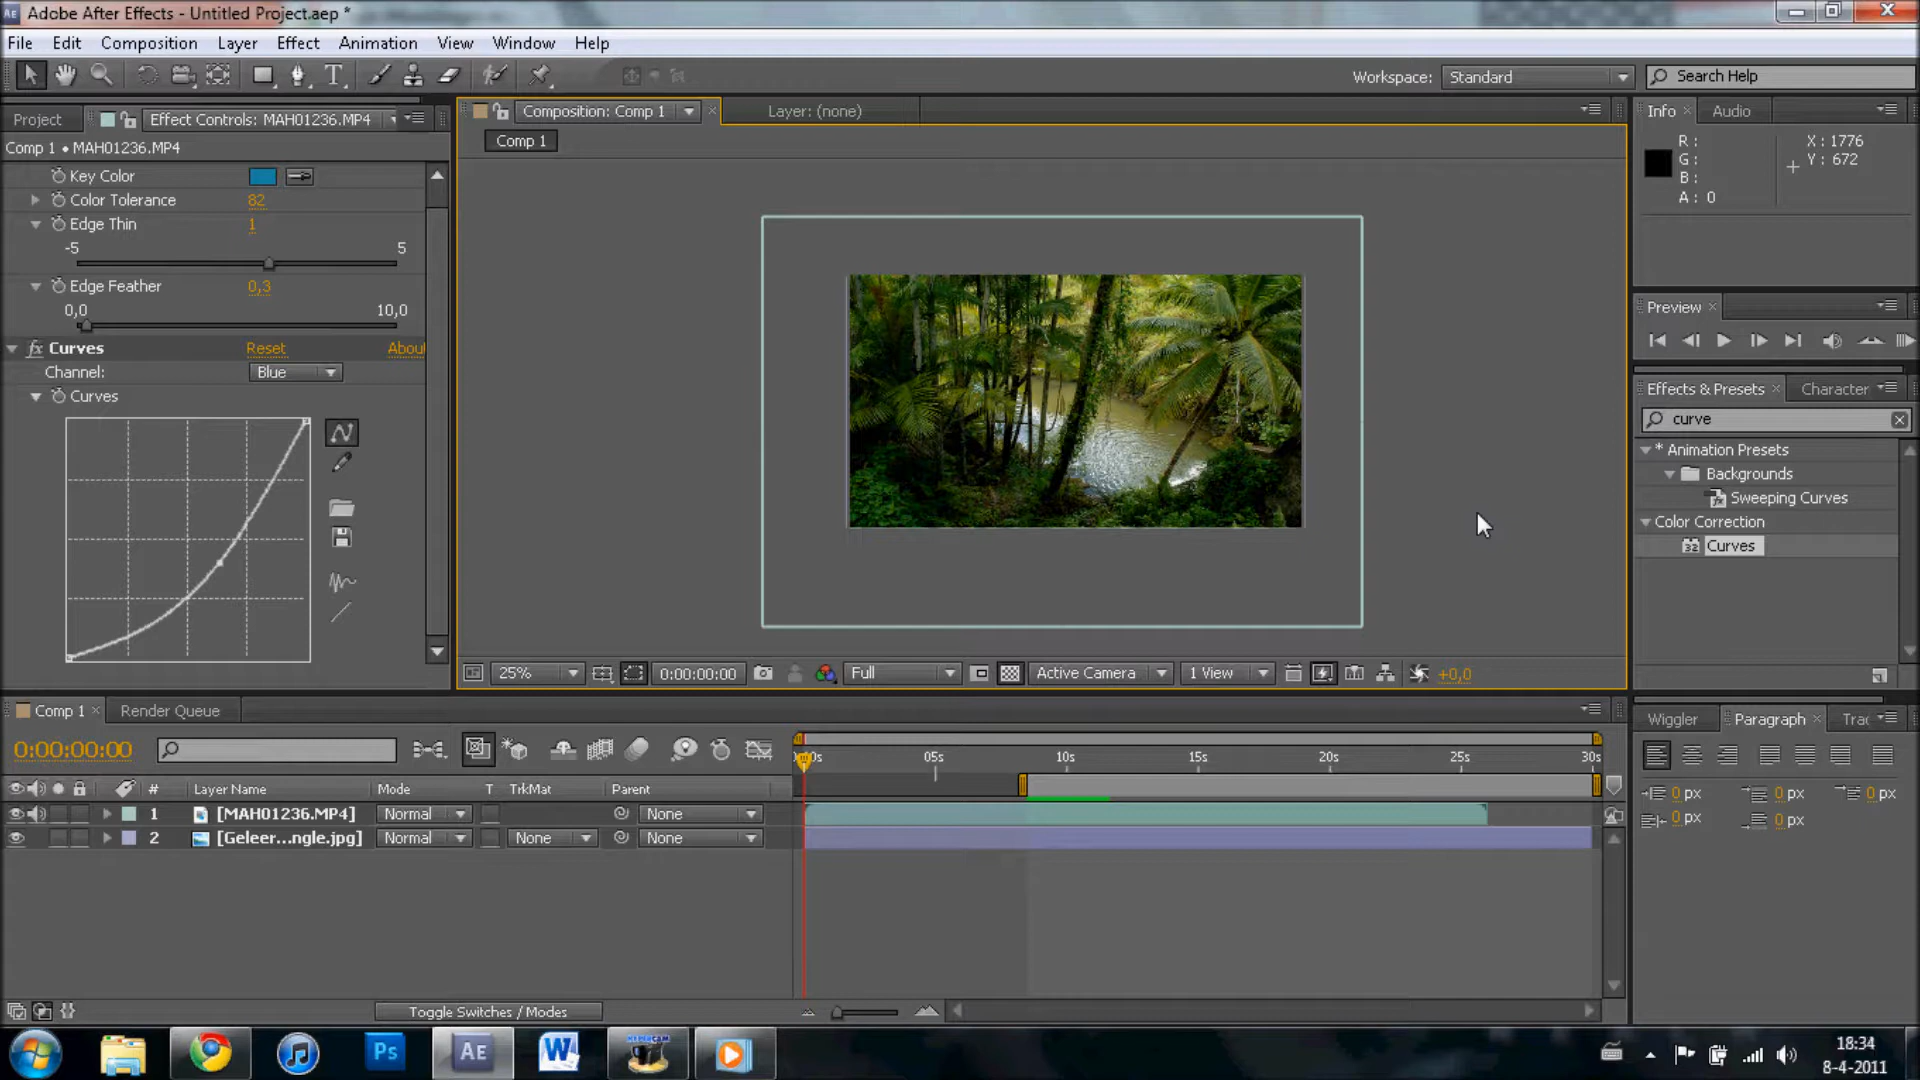 Adobe After Effects - Untitled Project.aep *
File Edit Composition Layer Effect Animation View Window Help
Workspace: Standard Search Help
Project Effect Controls: MAH01236.MP4
Comp 1 • MAH01236.MP4
Key Color
Color Tolerance 82
Edge Thin 1
-5 5
Edge Feather 0,3
0,0 10,0
fx Curves Reset Abou
Channel: Blue
Curves
Composition: Comp 1 Layer: (none)
Comp 1
25% 0:00:00:00 Full Active Camera 1 View +0,0
Info Audio
R: X: 1776
G: Y: 672
B:
A: 0
Preview
Effects & Presets Character
curve
* Animation Presets
Backgrounds
Sweeping Curves
Color Correction
32 Curves
Comp 1 Render Queue
0:00:00:00
05s 10s 15s 20s 25s 30s
# Layer Name Mode T TrkMat Parent
1 [MAH01236.MP4] Normal None
2 [Geleer...ngle.jpg] Normal None None
Toggle Switches / Modes
Wiggler Paragraph Trac
0 px 0 px 0 px
0 px 0 px
Ps AE W HYPERCAM
18:34
8-4-2011